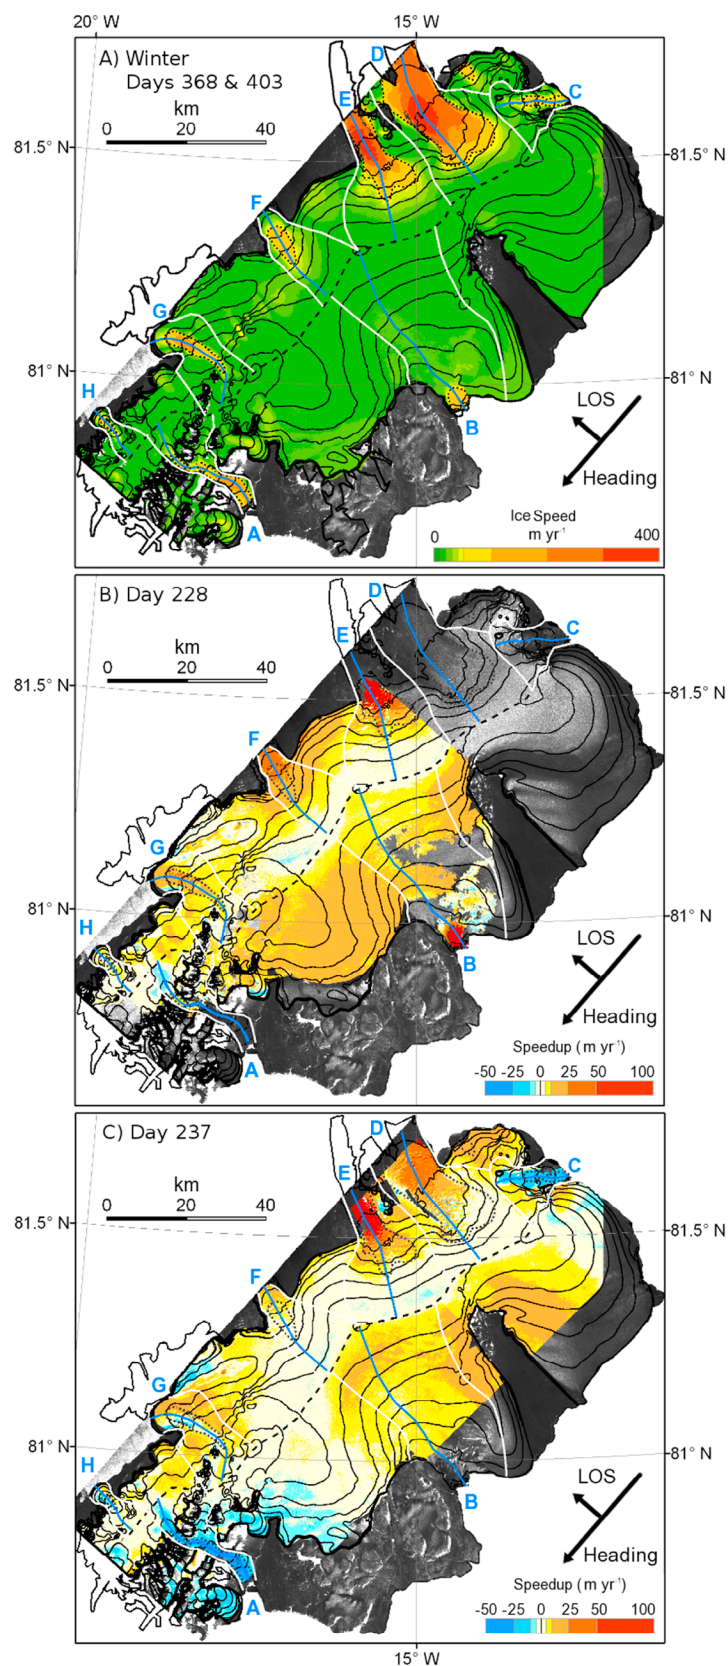 20° W
15° W
A) Winter
Days 368 & 403
km
0 20 40
81.5° N
81.5° N
D
E
C
F
G
H
81° N
81° N
B
A
LOS
Heading
Ice Speed
m yr-1
0 400
B) Day 228
km
0 20 40
81.5° N
81.5° N
D
E
C
F
G
H
81° N
81° N
B
A
LOS
Heading
Speedup ( m yr-1)
-50 -25 0 25 50 100
C) Day 237
km
0 20 40
81.5° N
81.5° N
D
E
C
F
G
H
81° N
81° N
B
A
LOS
Heading
Speedup ( m yr-1)
-50 -25 0 25 50 100
15° W